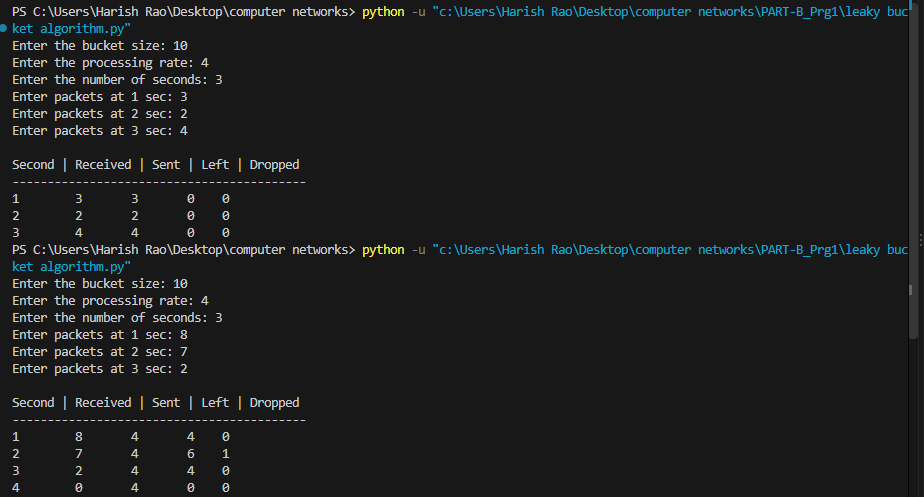 PS C:\Users\Harish Rao\Desktop\computer networks> python -u "c:\Users\Harish Rao\Desktop\computer networks\PART-B_Prg1\leaky buc
ket algorithm.py"
Enter the bucket size: 10
Enter the processing rate: 4
Enter the number of seconds: 3
Enter packets at 1 sec: 3
Enter packets at 2 sec: 2
Enter packets at 3 sec: 4

Second | Received | Sent | Left | Dropped
------------------------------------------
1        3       3       0    0
2        2       2       0    0
3        4       4       0    0
PS C:\Users\Harish Rao\Desktop\computer networks> python -u "c:\Users\Harish Rao\Desktop\computer networks\PART-B_Prg1\leaky buc
ket algorithm.py"
Enter the bucket size: 10
Enter the processing rate: 4
Enter the number of seconds: 3
Enter packets at 1 sec: 8
Enter packets at 2 sec: 7
Enter packets at 3 sec: 2

Second | Received | Sent | Left | Dropped
------------------------------------------
1        8       4       4    0
2        7       4       6    1
3        2       4       4    0
4        0       4       0    0